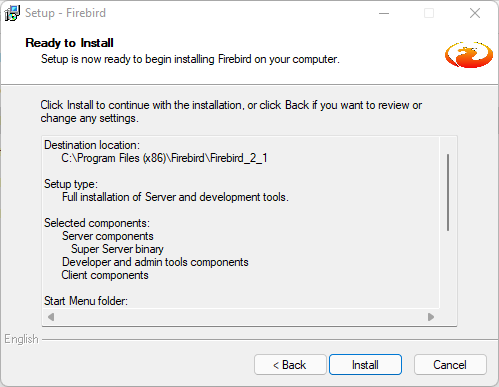 Setup - Firebird
Ready to Install
Setup is now ready to begin installing Firebird on your computer.
Click Install to continue with the installation, or click Back if you want to review or
change any settings.
Destination location:
C:\Program Files (x86)\Firebird\Firebird_2_1
Setup type:
Full installation of Server and development tools.
Selected components:
Server components
Super Server binary
Developer and admin tools components
Client components
Start Menu folder:
English
< Back
Install
Cancel